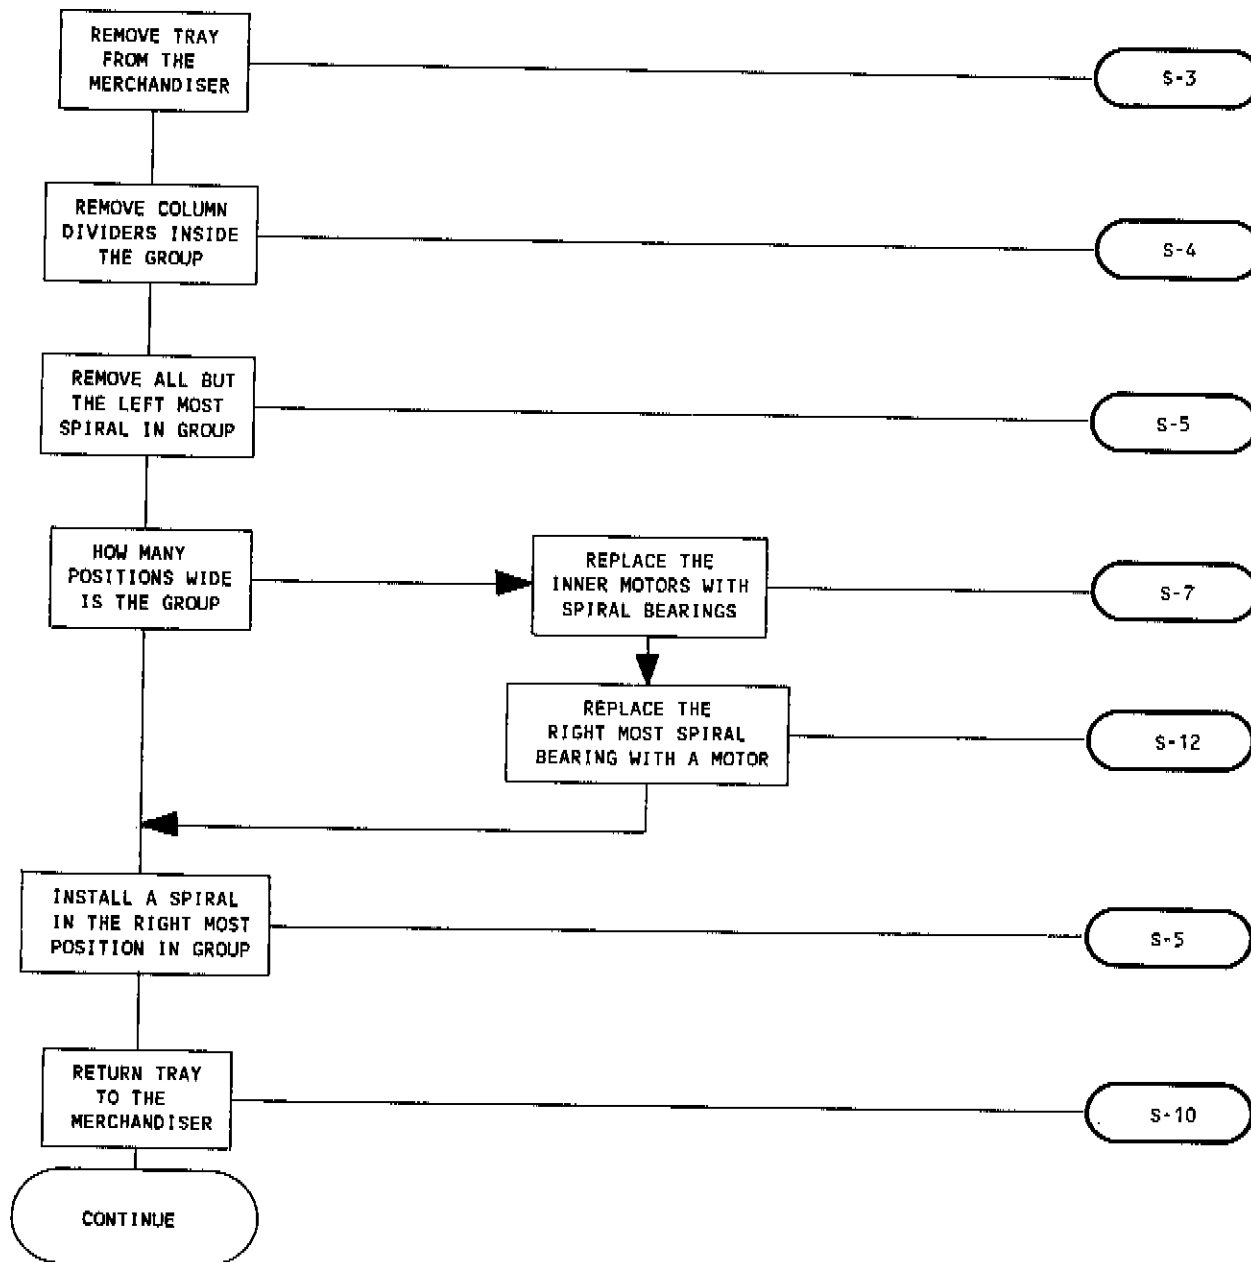 REMOVE TRAY
FROM THE
MERCHANDISER
S-3
REMOVE COLUMN
DIVIDERS INSIDE
THE GROUP
S-4
REMOVE ALL BUT
THE LEFT MOST
SPIRAL IN GROUP
S-5
HOW MANY
POSITIONS WIDE
IS THE GROUP
REPLACE THE
INNER MOTORS WITH
SPIRAL BEARINGS
S-7
REPLACE THE
RIGHT MOST SPIRAL
BEARING WITH A MOTOR
S-12
INSTALL A SPIRAL
IN THE RIGHT MOST
POSITION IN GROUP
S-5
RETURN TRAY
TO THE
MERCHANDISER
S-10
CONTINUE